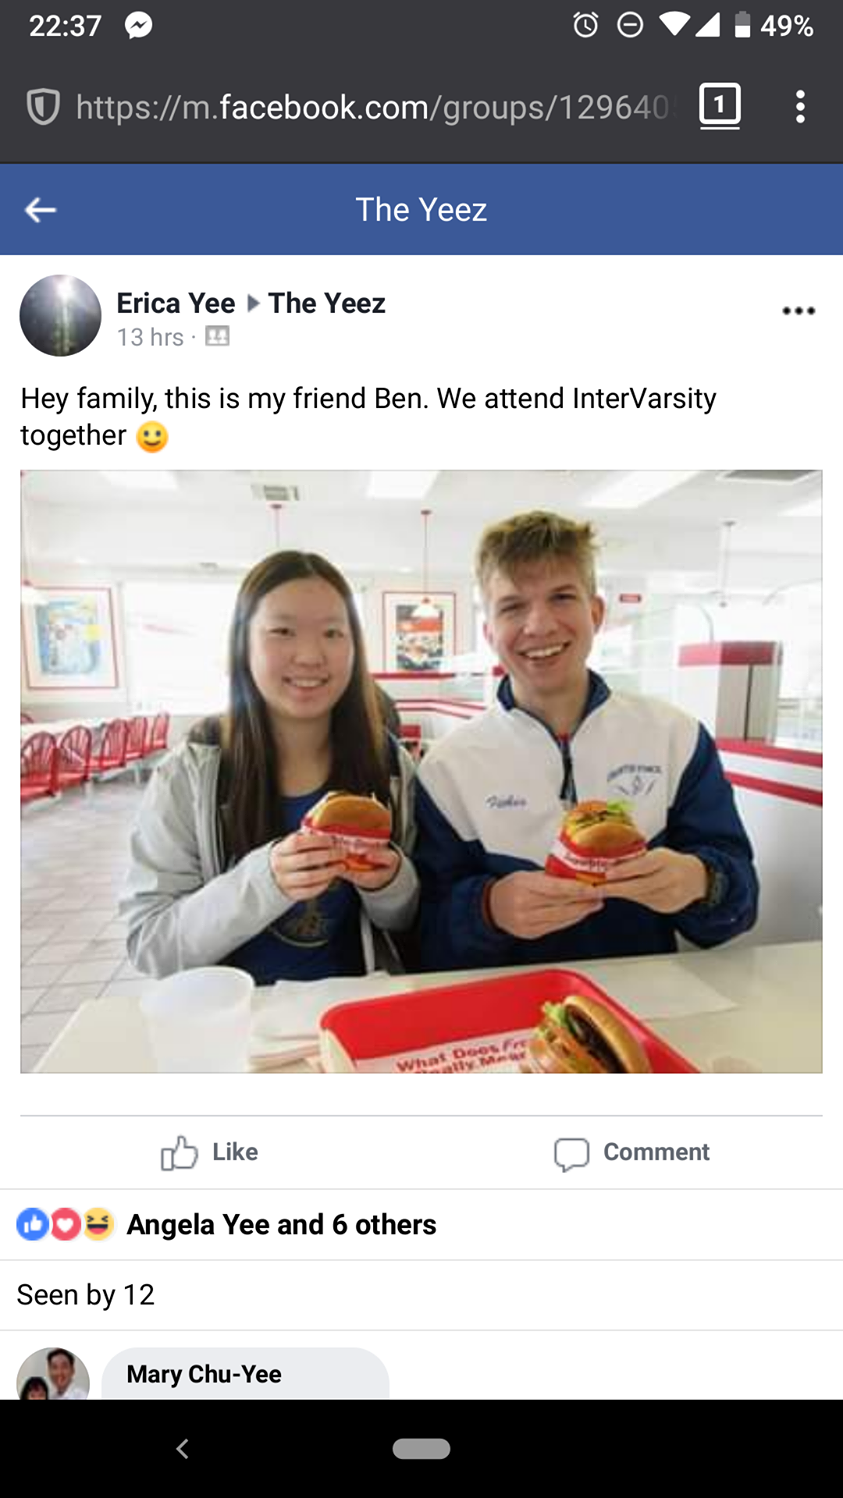 22:37
49%
https://m.facebook.com/groups/129640
1
The Yeez
Erica Yee ▸ The Yeez
13 hrs ·
Hey family, this is my friend Ben. We attend InterVarsity
together 🙂
What Does
Like
Comment
Angela Yee and 6 others
Seen by 12
Mary Chu-Yee